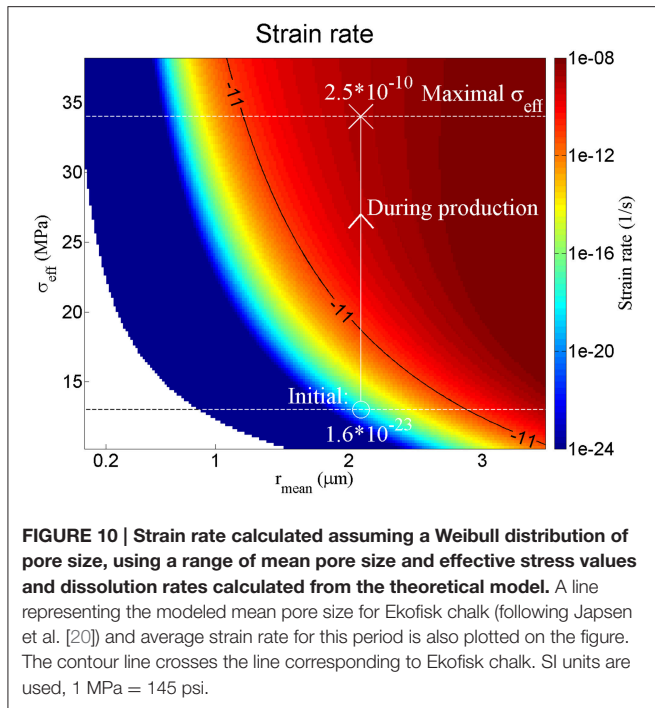 Strain rate
35
30
25
20
15
σeff (MPa)
0.2
1
2
3
rmean (μm)
-11
-11
-11
2.5*10-10
Maximal σeff
During production
Initial:
1.6*10-23
1e-08
1e-12
1e-16
1e-20
1e-24
Strain rate (1/s)
FIGURE 10 | Strain rate calculated assuming a Weibull distribution of
pore size, using a range of mean pore size and effective stress values
and dissolution rates calculated from the theoretical model. A line
representing the modeled mean pore size for Ekofisk chalk (following Japsen
et al. [20]) and average strain rate for this period is also plotted on the figure.
The contour line crosses the line corresponding to Ekofisk chalk. SI units are
used, 1 MPa = 145 psi.